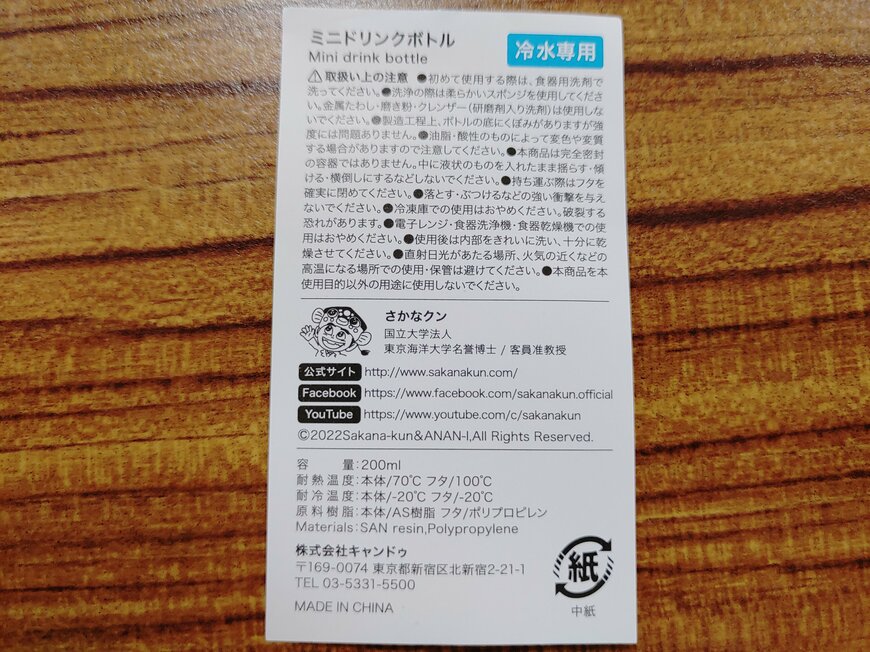 ミニドリンクボトル
Mini drink bottle
冷水専用
⚠取扱い上の注意 ●初めて使用する際は、食器用洗剤で
洗ってください。●洗浄の際は柔らかいスポンジを使用してくださ
い。金属たわし・磨き粉・クレンザー(研磨剤入り洗剤)は使用しな
いでください。●製造工程上、ボトルの底にくぼみがありますが強
度には問題ありません。●油脂・酸性のものによって変色や変質
する場合がありますので注意してください。●本商品は完全密封
の容器ではありません。中に液状のものを入れたまま揺らす・傾
ける・横倒しにするなどしないでください。●持ち運ぶ際はフタを
確実に閉めてください。●落とす・ぶつけるなどの強い衝撃を与え
ないでください。●冷凍庫での使用はおやめください。破裂する
恐れがあります。●電子レンジ・食器洗浄機・食器乾燥機での使
用はおやめください。●使用後は内部をきれいに洗い、十分に乾
燥させてください。●直射日光があたる場所、火気の近くなどの
高温になる場所での使用・保管は避けてください。●本商品を本
使用目的以外の用途に使用しないでください。
さかなクン
国立大学法人
東京海洋大学名誉博士 / 客員准教授
公式サイト http://www.sakanakun.com/
Facebook https://www.facebook.com/sakanakun.official
YouTube https://www.youtube.com/c/sakanakun
©2022Sakana-kun&ANAN-I,All Rights Reserved.
容 量:200ml
耐熱温度:本体/70℃ フタ/100℃
耐冷温度:本体/-20℃ フタ/-20℃
原料樹脂:本体/AS樹脂 フタ/ポリプロピレン
Materials:SAN resin,Polypropylene
株式会社キャンドゥ
〒169-0074 東京都新宿区北新宿2-21-1
TEL 03-5331-5500
MADE IN CHINA
紙
中紙